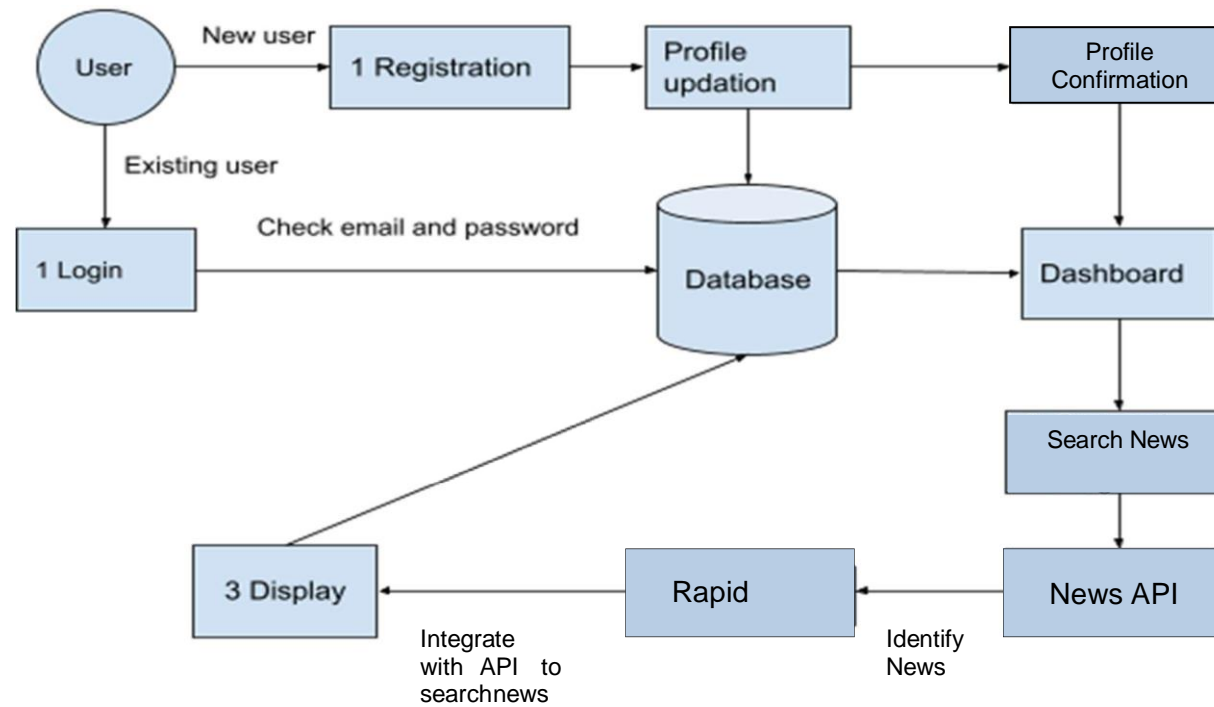 New user
User
1 Registration
Profile
updation
Profile
Confirmation
Existing user
Check email and password
1 Login
Database
Dashboard
Search News
3 Display
Rapid
News API
Integrate
with API to
searchnews
Identify
News